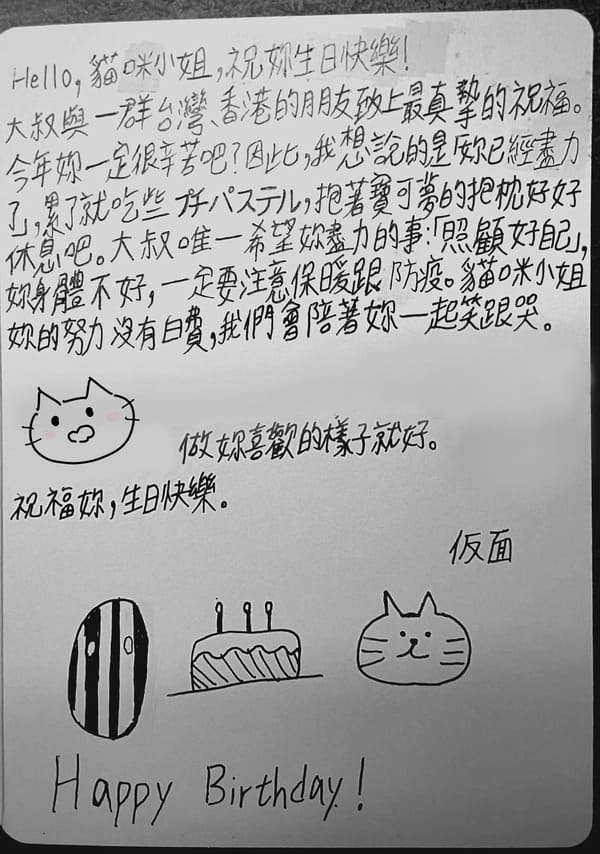 Hello, 貓咪小姐,祝妳生日快樂!
大叔與一群台灣、香港的朋友致上最真摯的祝福。
今年妳一定很辛苦吧?因此,我想說的是「妳已經盡力
了」,累了就吃些プチパステル,抱著寶可夢的抱枕好好
休息吧。大叔唯一希望妳盡力的事:「照顧好自己」,
妳身體不好,一定要注意保暖跟防疫。貓咪小姐
妳的努力沒有白費,我們會陪著妳一起笑跟哭。
做妳喜歡的樣子就好。
祝福妳,生日快樂。
仮面
Happy Birthday!